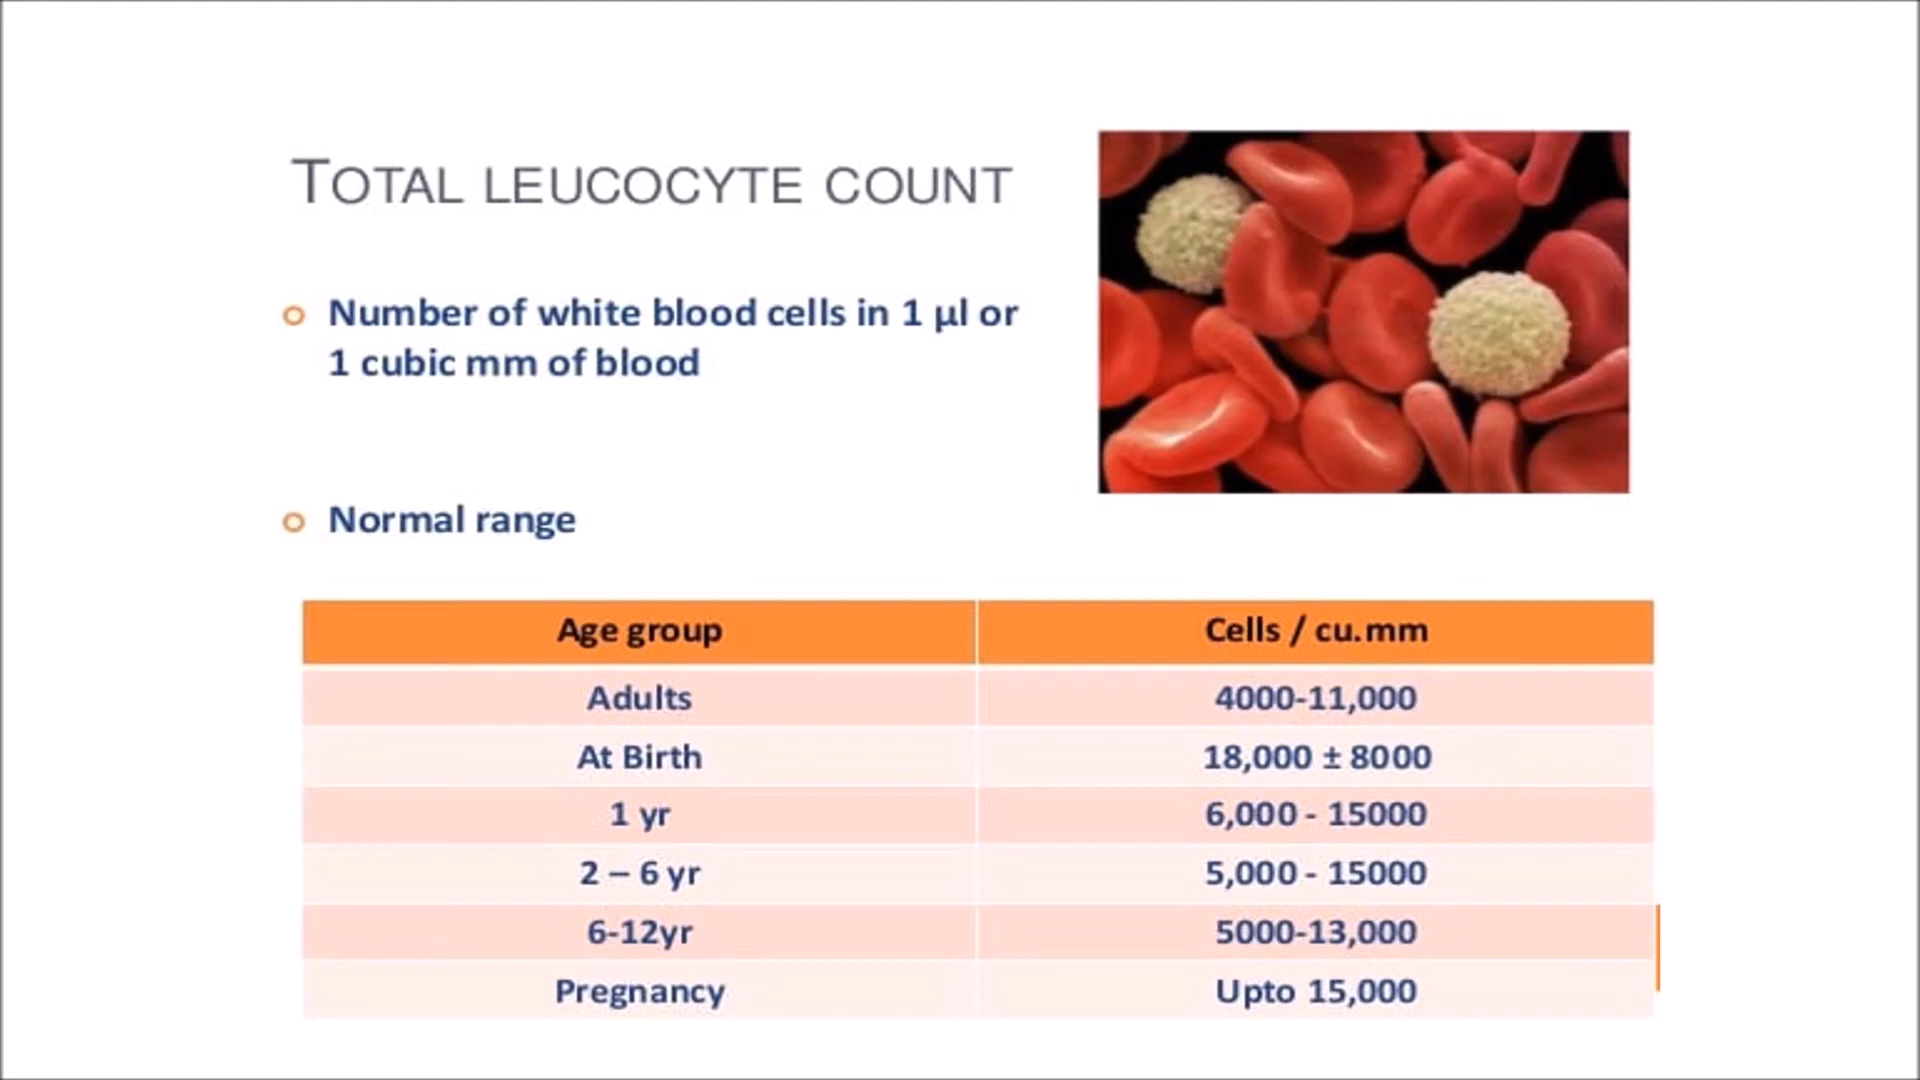 TOTAL LEUCOCYTE COUNT
Number of white blood cells in 1 µl or
1 cubic mm of blood
Normal range
Age group Cells / cu.mm
Adults 4000-11,000
At Birth 18,000 ± 8000
1 yr 6,000 - 15000
2 – 6 yr 5,000 - 15000
6-12yr 5000-13,000
Pregnancy Upto 15,000